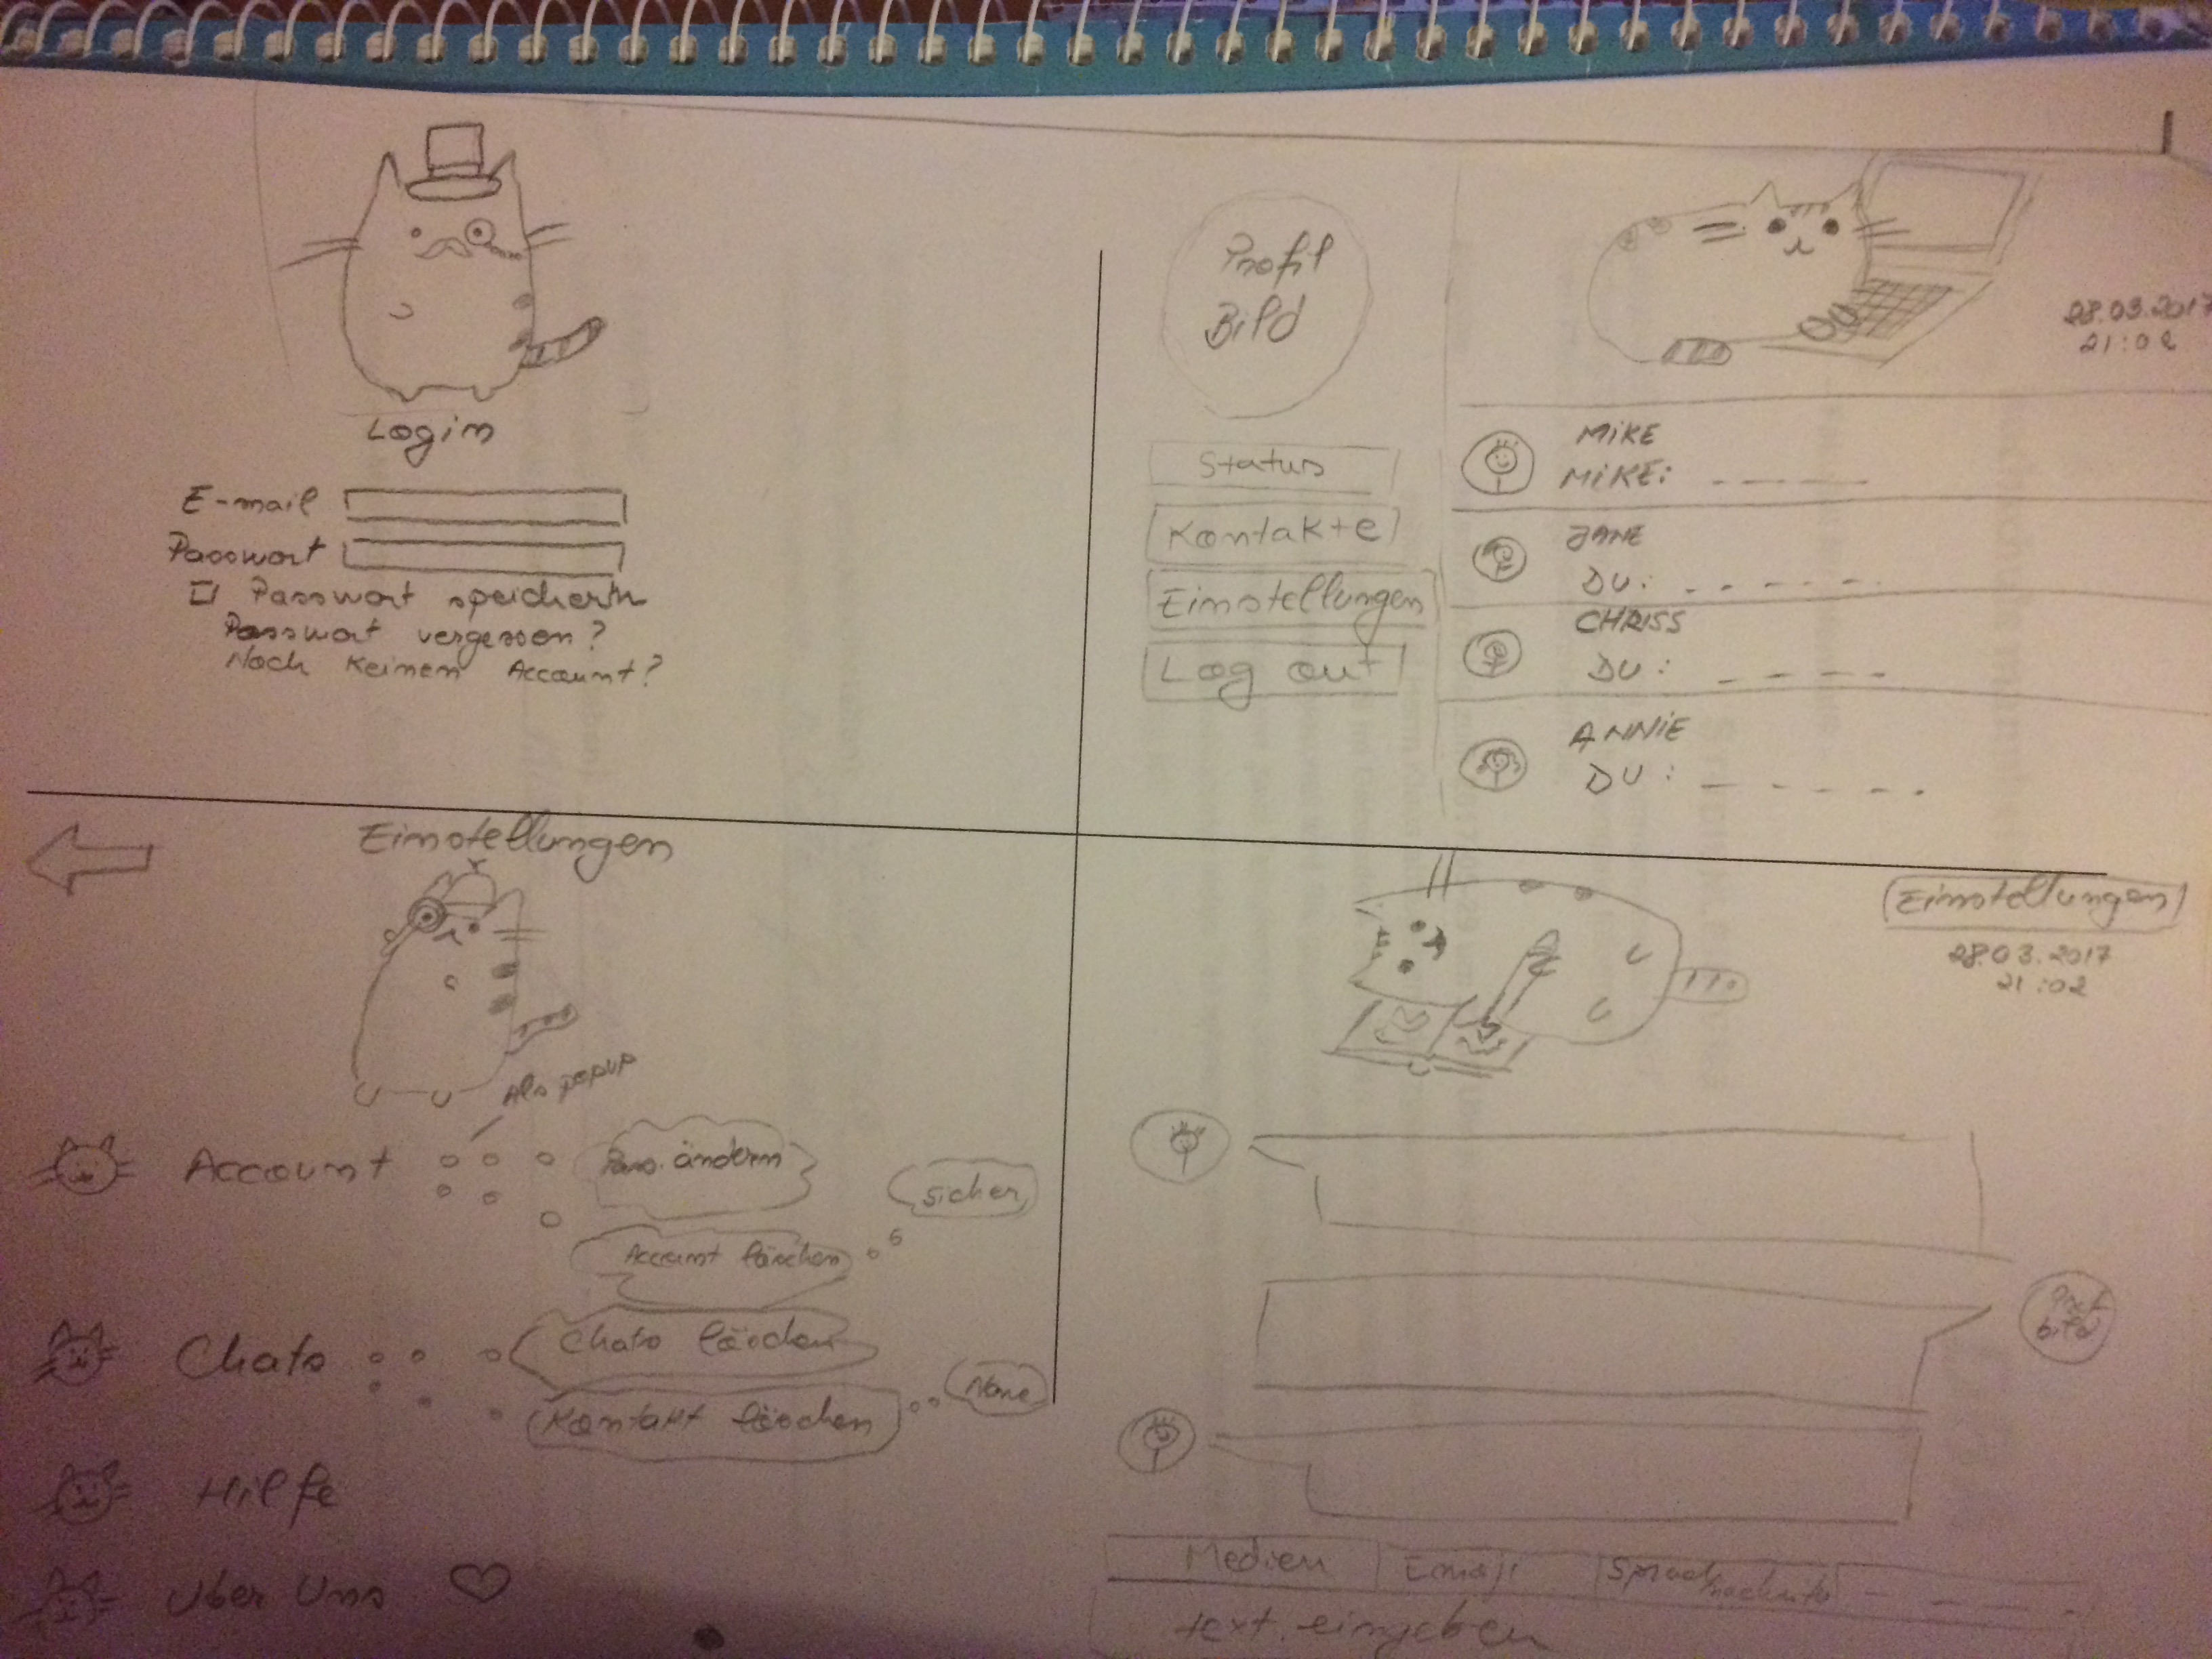 Login
E-mail
Passwort
Passwort speichern
Passwort vergessen?
Noch keinen Account?
Profil
Bild
Status
Kontakte
Einstellungen
Log out
28.03.2017
21:02
MIKE
MIKE:
JANE
DU:
CHRISS
DU:
ANNIE
DU:
Einstellungen
Als popup
Account
Pass. ändern
sicher
Account löschen
Chats
Chats löschen
Kontakt löschen
Name
Hilfe
Über Uns
Einstellungen
28.03.2017
21:02
Medien
Emoji
text eingeben